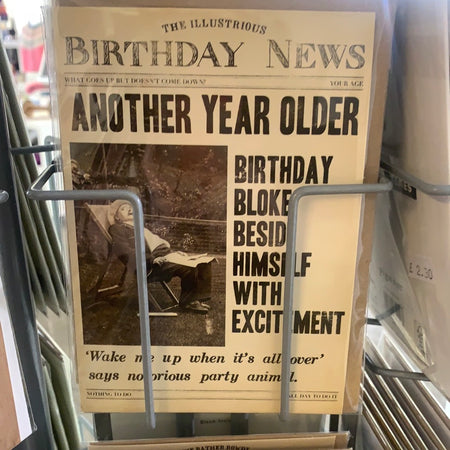 THE ILLUSTRIOUS
BIRTHDAY NEWS
WHAT GOES UP BUT DOESN'T COME DOWN?
YOUR AGE
ANOTHER YEAR OLDER
BIRTHDAY
BLOKE
BESIDE
HIMSELF
WITH
EXCITEMENT
'Wake me up when it's all over'
says notorious party animal.
NOTHING TO DO
ALL DAY TO DO IT
£ 2.30